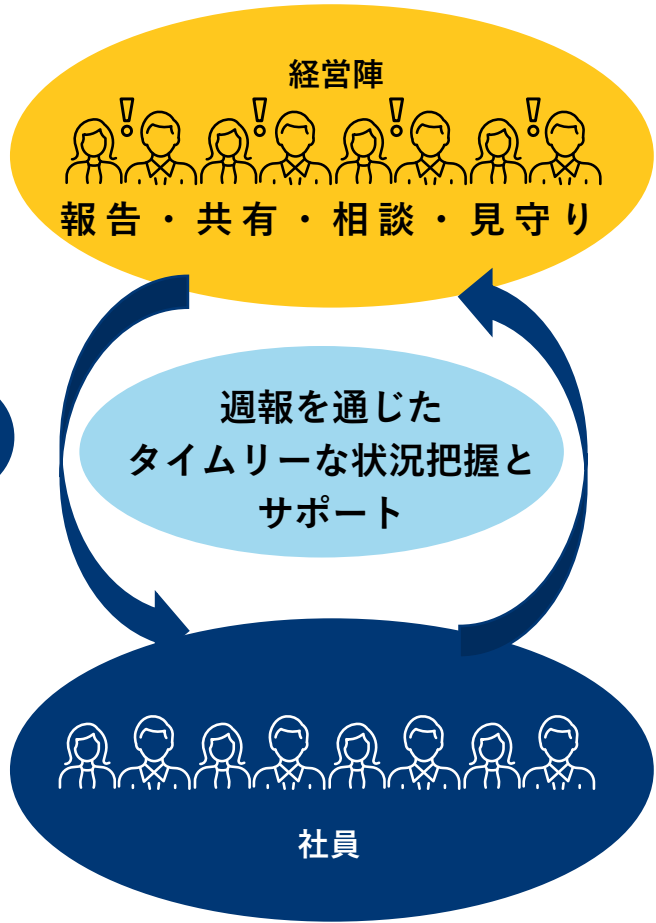 経営陣
報告・共有・相談・見守り
週報を通じた
タイムリーな状況把握と
サポート
社員